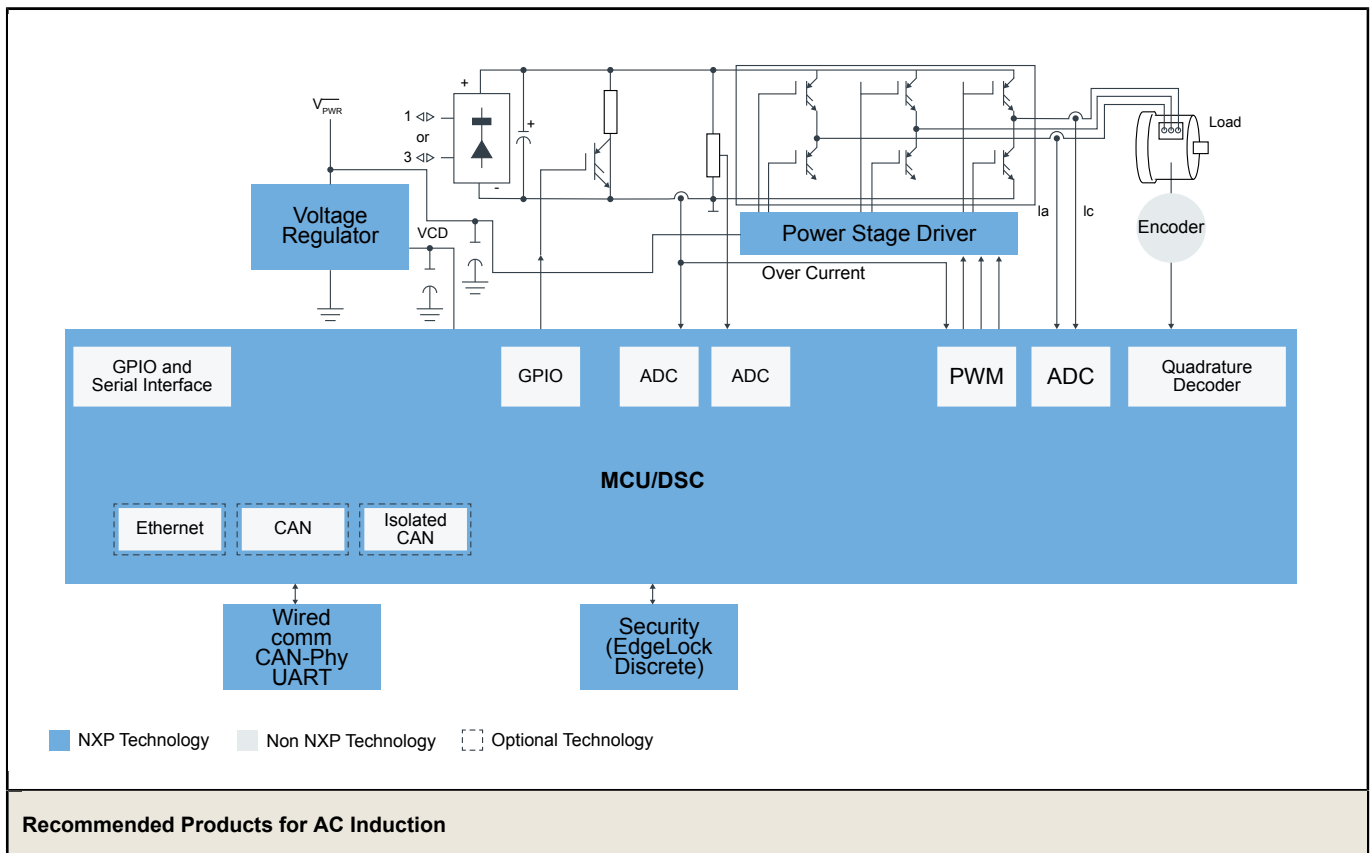 +
V PWR
1
or
3
+
-
Load
Voltage
Regulator
VCD
Power Stage Driver
Ia
Ic
Encoder
Over Current
GPIO and
Serial Interface
GPIO
ADC
ADC
PWM
ADC
Quadrature
Decoder
MCU/DSC
Ethernet
CAN
Isolated
CAN
Wired
comm
CAN-Phy
UART
Security
(EdgeLock
Discrete)
NXP Technology
Non NXP Technology
Optional Technology
Recommended Products for AC Induction